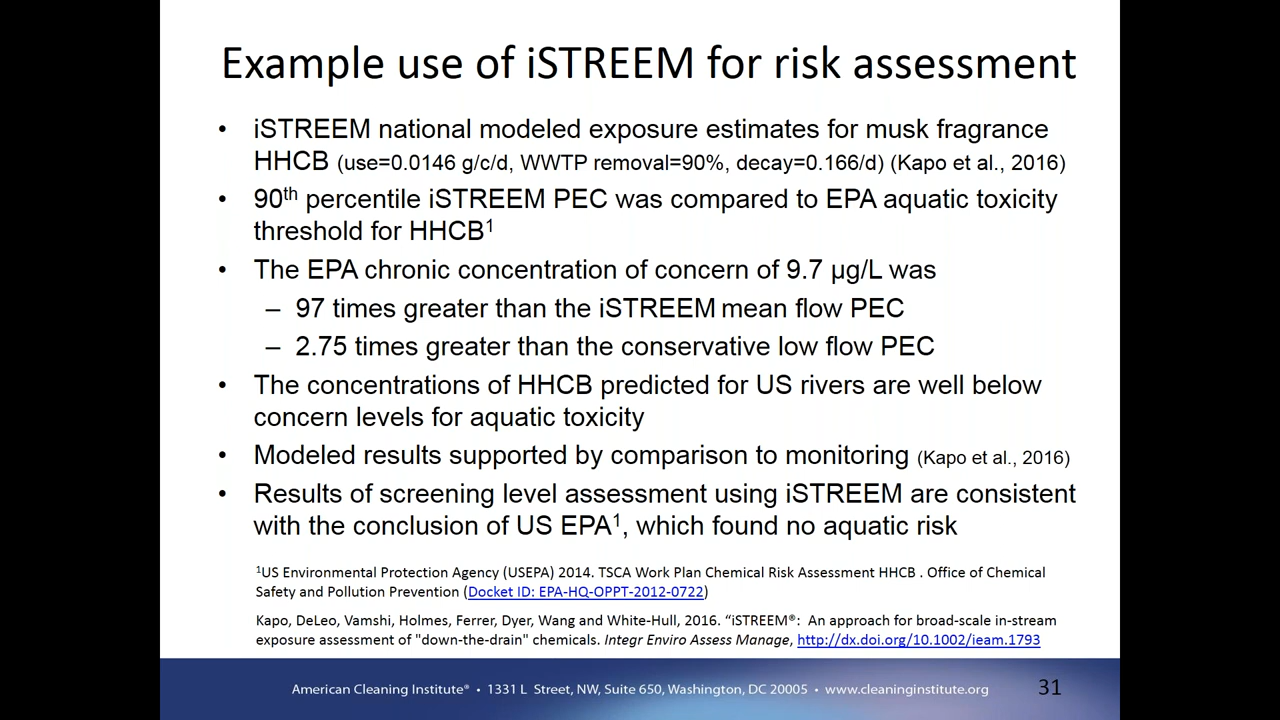 Example use of iSTREEM for risk assessment
• iSTREEM national modeled exposure estimates for musk fragrance
HHCB (use=0.0146 g/c/d, WWTP removal=90%, decay=0.166/d) (Kapo et al., 2016)
• 90th percentile iSTREEM PEC was compared to EPA aquatic toxicity
threshold for HHCB1
• The EPA chronic concentration of concern of 9.7 µg/L was
– 97 times greater than the iSTREEM mean flow PEC
– 2.75 times greater than the conservative low flow PEC
• The concentrations of HHCB predicted for US rivers are well below
concern levels for aquatic toxicity
• Modeled results supported by comparison to monitoring (Kapo et al., 2016)
• Results of screening level assessment using iSTREEM are consistent
with the conclusion of US EPA1, which found no aquatic risk
1US Environmental Protection Agency (USEPA) 2014. TSCA Work Plan Chemical Risk Assessment HHCB . Office of Chemical
Safety and Pollution Prevention (Docket ID: EPA-HQ-OPPT-2012-0722)
Kapo, DeLeo, Vamshi, Holmes, Ferrer, Dyer, Wang and White-Hull, 2016. “iSTREEM®: An approach for broad-scale in-stream
exposure assessment of "down-the-drain" chemicals. Integr Enviro Assess Manage, http://dx.doi.org/10.1002/ieam.1793
American Cleaning Institute® • 1331 L Street, NW, Suite 650, Washington, DC 20005 • www.cleaninginstitute.org
31